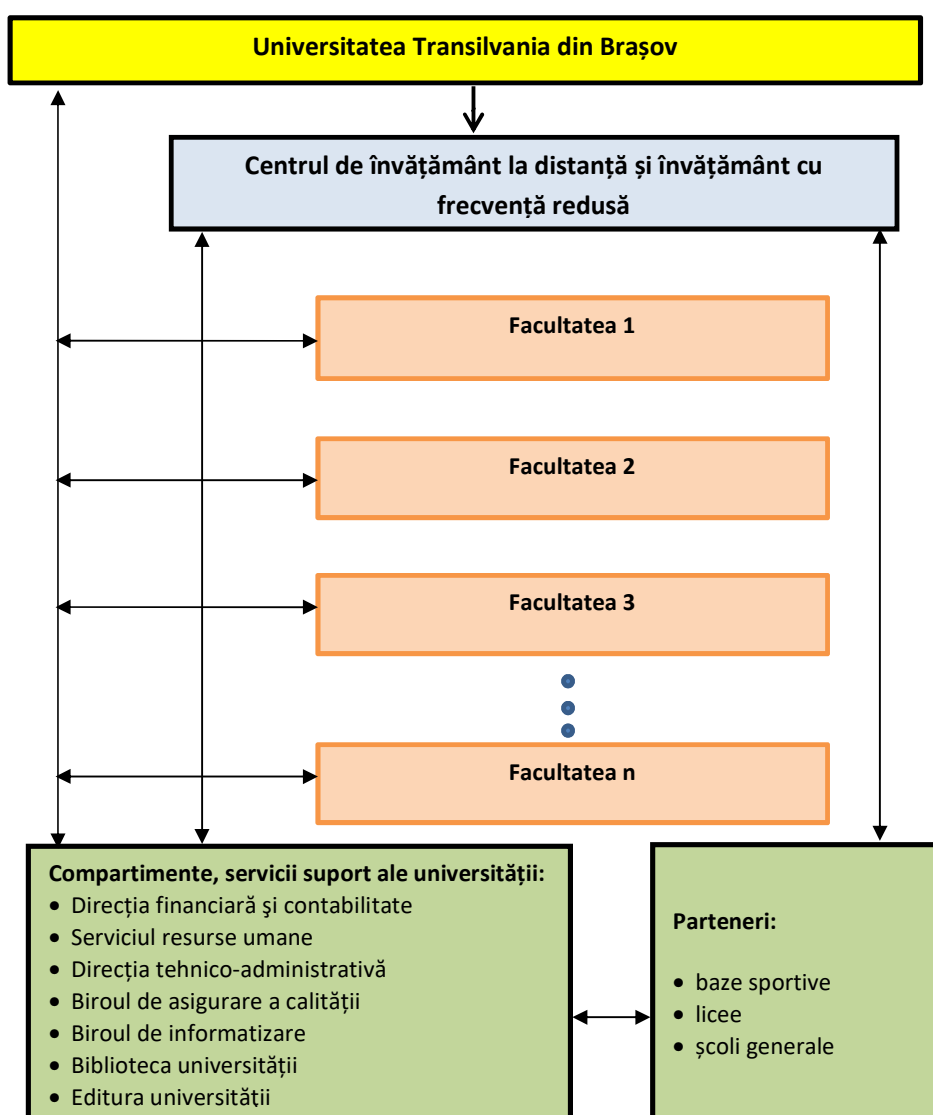 Universitatea Transilvania din Brașov
Centrul de învățământ la distanță și învățământ cu
frecvență redusă
Facultatea 1
Facultatea 2
Facultatea 3
Facultatea n
Compartimente, servicii suport ale universității:
• Direcția financiară şi contabilitate
• Serviciul resurse umane
• Direcția tehnico-administrativă
• Biroul de asigurare a calității
• Biroul de informatizare
• Biblioteca universității
• Editura universității
Parteneri:
• baze sportive
• licee
• școli generale